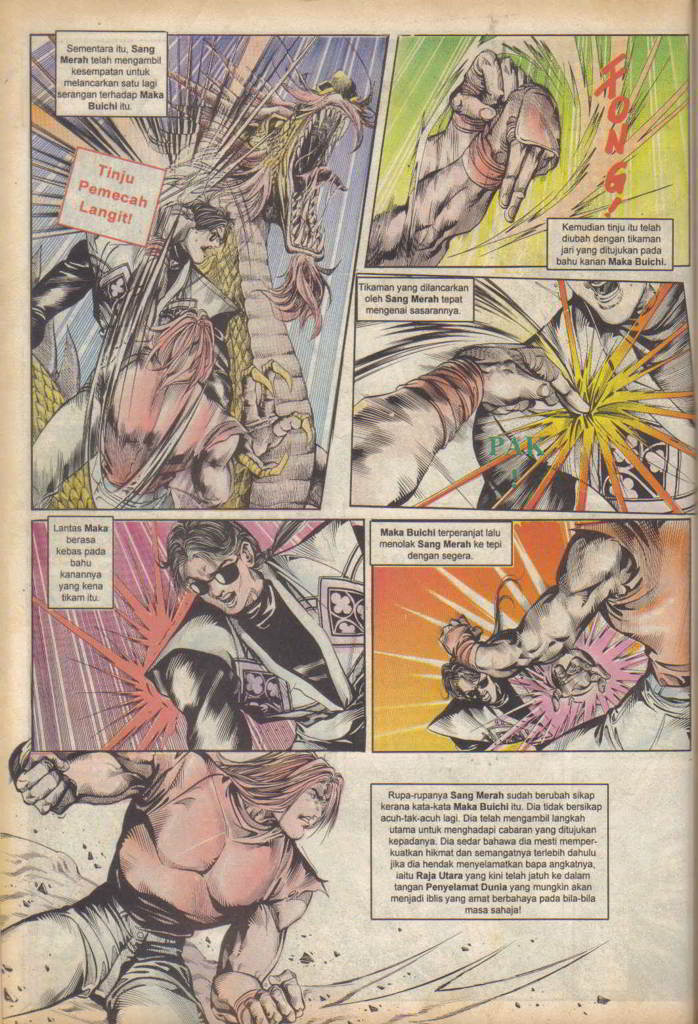 Sementara itu, Sang
Merah telah mengambil
kesempatan untuk
melancarkan satu lagi
serangan terhadap Maka
Buichi itu.
Tinju
Pemecah
Langit!
TONG!
Kemudian tinju itu telah
diubah dengan tikaman
jari yang ditujukan pada
bahu kanan Maka Buichi.
Tikaman yang dilancarkan
oleh Sang Merah tepat
mengenai sasarannya.
PAK
!
Lantas Maka
berasa
kebas pada
bahu
kanannya
yang kena
tikam itu.
Maka Buichi terperanjat lalu
menolak Sang Merah ke tepi
dengan segera.
Rupa-rupanya Sang Merah sudah berubah sikap
kerana kata-kata Maka Buichi itu. Dia tidak bersikap
acuh-tak-acuh lagi. Dia telah mengambil langkah
utama untuk menghadapi cabaran yang ditujukan
kepadanya. Dia sedar bahawa dia mesti memper-
kuatkan hikmat dan semangatnya terlebih dahulu
jika dia hendak menyelamatkan bapa angkatnya,
iaitu Raja Utara yang kini telah jatuh ke dalam
tangan Penyelamat Dunia yang mungkin akan
menjadi iblis yang amat berbahaya pada bila-bila
masa sahaja!